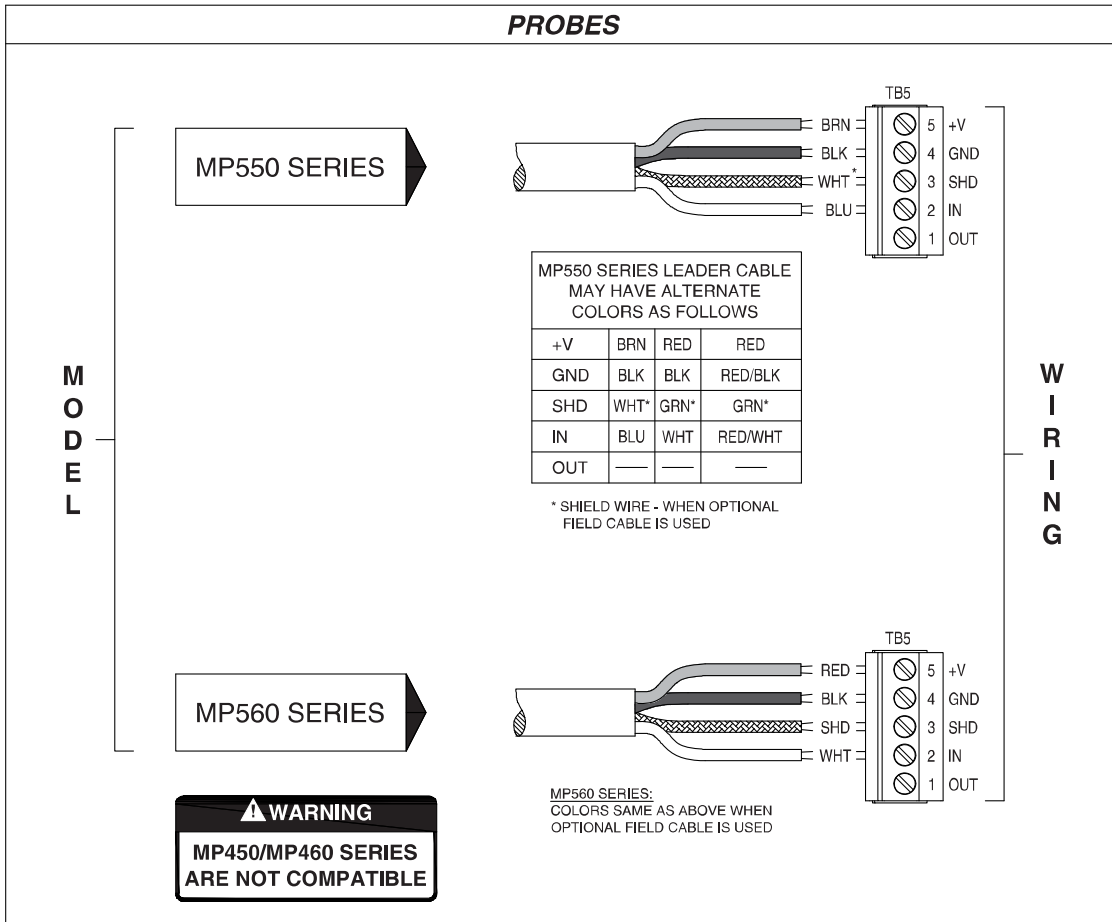 PROBES
MODEL
MP550 SERIES
BRN
BLK
WHT*
BLU
TB5
5 +V
4 GND
3 SHD
2 IN
1 OUT
MP550 SERIES LEADER CABLE
MAY HAVE ALTERNATE
COLORS AS FOLLOWS
+V BRN RED RED
GND BLK BLK RED/BLK
SHD WHT* GRN* GRN*
IN BLU WHT RED/WHT
OUT — — —
* SHIELD WIRE - WHEN OPTIONAL
FIELD CABLE IS USED
WIRING
MP560 SERIES
RED
BLK
SHD
WHT
TB5
5 +V
4 GND
3 SHD
2 IN
1 OUT
MP560 SERIES:
COLORS SAME AS ABOVE WHEN
OPTIONAL FIELD CABLE IS USED
WARNING
MP450/MP460 SERIES
ARE NOT COMPATIBLE